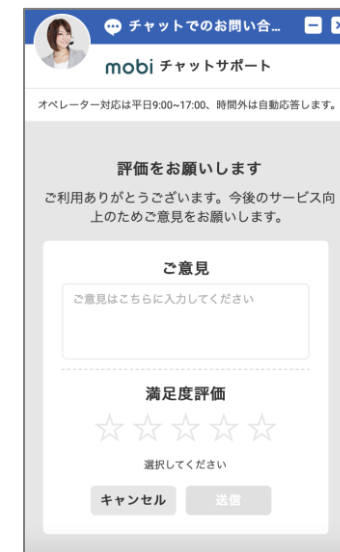 チャットでのお問い合...
mobi チャットサポート
オペレーター対応は平日9:00~17:00、時間外は自動応答します。
評価をお願いします
ご利用ありがとうございます。今後のサービス向
上のためご意見をお願いします。
ご意見
ご意見はこちらに入力してください
満足度評価
選択してください
キャンセル 送信